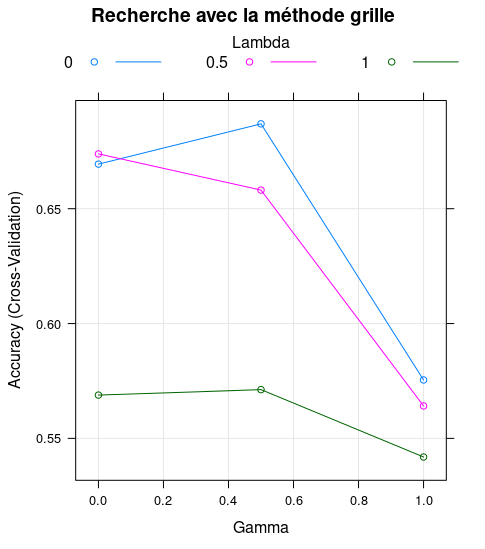 Recherche avec la méthode grille
Lambda
0 0.5 1
Accuracy (Cross-Validation)
0.65
0.60
0.55
0.0 0.2 0.4 0.6 0.8 1.0
Gamma